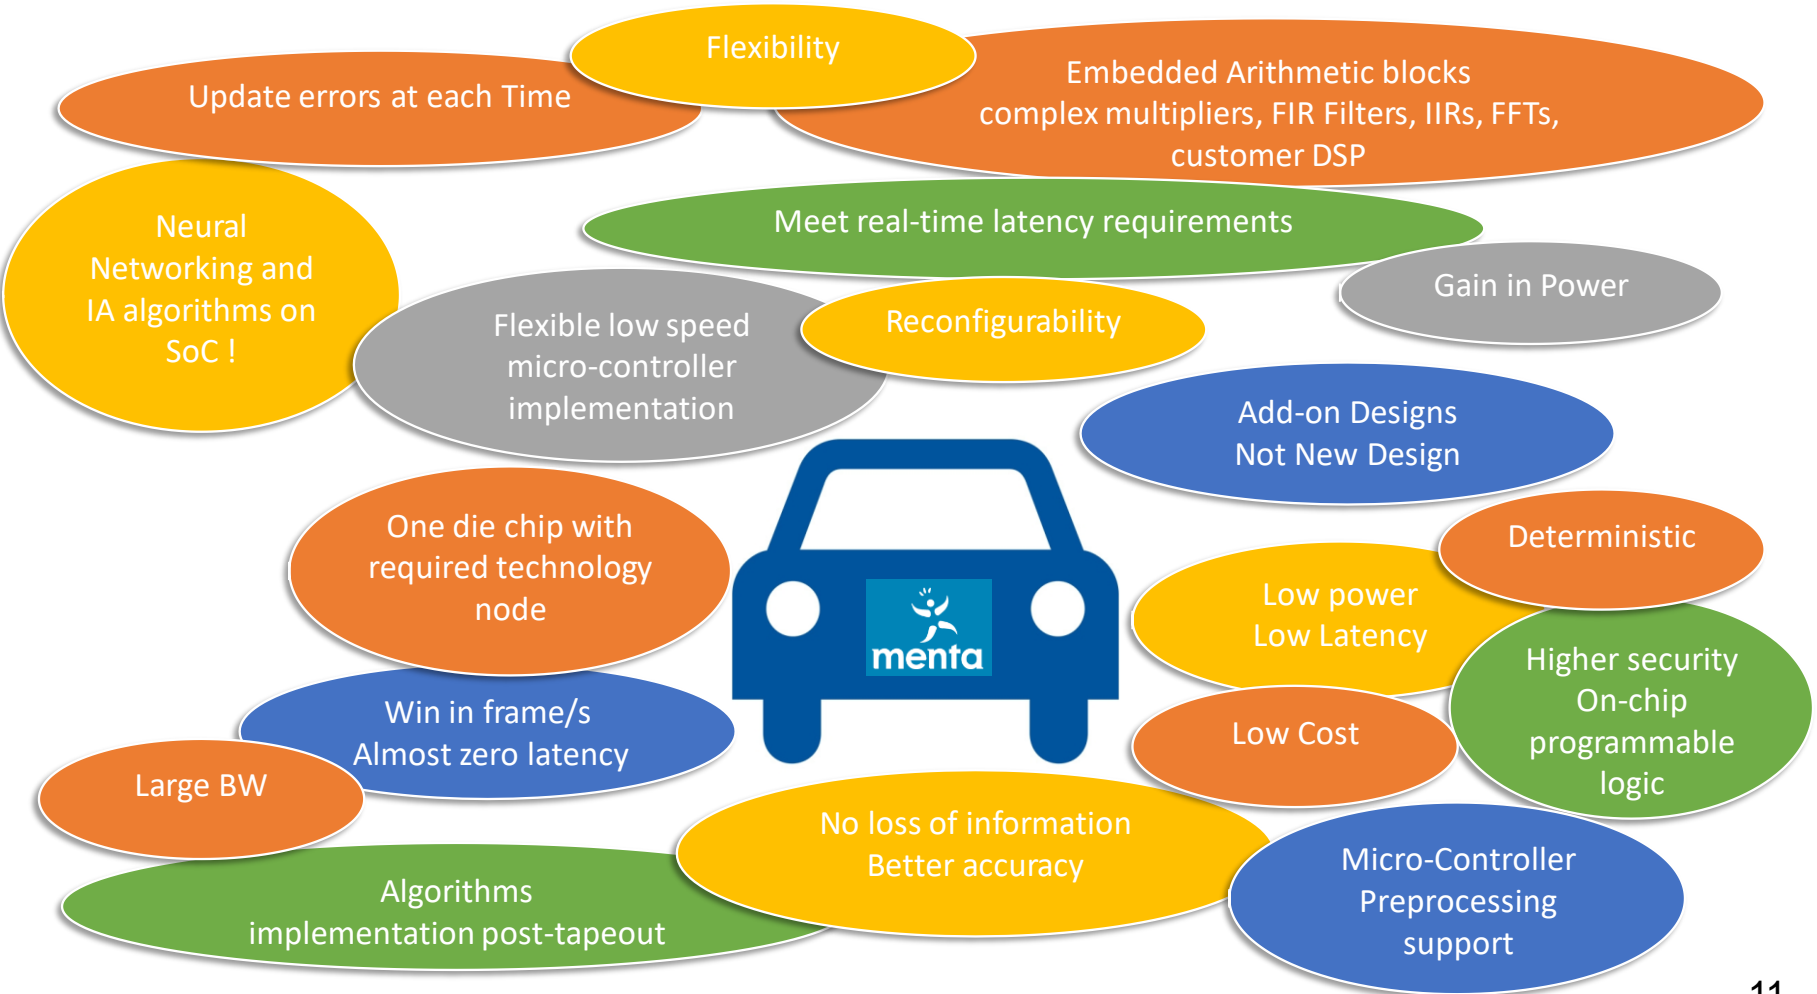 Flexibility
Update errors at each Time
Embedded Arithmetic blocks
complex multipliers, FIR Filters, IIRs, FFTs,
customer DSP
Neural
Networking and
IA algorithms on
SoC !
Meet real-time latency requirements
Gain in Power
Flexible low speed
micro-controller
implementation
Reconfigurability
Add-on Designs
Not New Design
One die chip with
required technology
node
Deterministic
Low power
Low Latency
menta
Higher security
On-chip
programmable
logic
Win in frame/s
Almost zero latency
Low Cost
Large BW
No loss of information
Better accuracy
Micro-Controller
Preprocessing
support
Algorithms
implementation post-tapeout
11